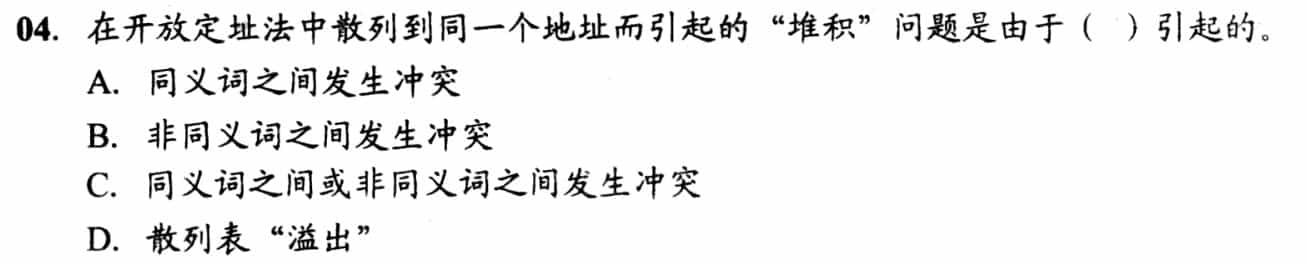 04. 在开放定址法中散列到同一个地址而引起的“堆积”问题是由于（ ）引起的。
A. 同义词之间发生冲突
B. 非同义词之间发生冲突
C. 同义词之间或非同义词之间发生冲突
D. 散列表“溢出”